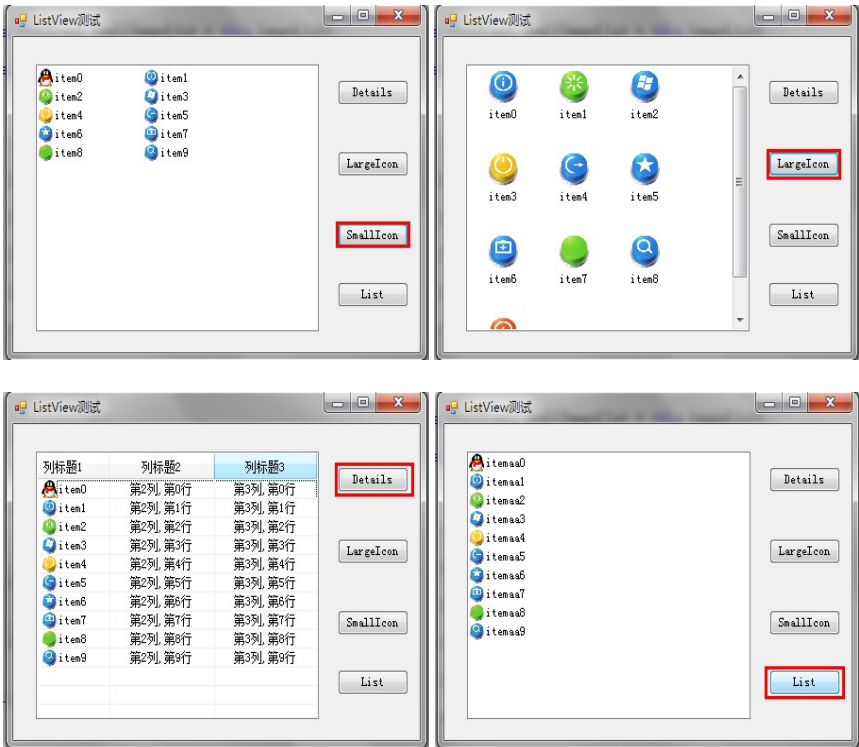 ListView测试
item0 item1
item2 item3
item4 item5
item6 item7
item8 item9
Details
LargeIcon
SmallIcon
List
ListView测试
item0 item1 item2
item3 item4 item5
item6 item7 item8
Details
LargeIcon
SmallIcon
List
ListView测试
列标题1 列标题2 列标题3
item0 第2列,第0行 第3列,第0行
item1 第2列,第1行 第3列,第1行
item2 第2列,第2行 第3列,第2行
item3 第2列,第3行 第3列,第3行
item4 第2列,第4行 第3列,第4行
item5 第2列,第5行 第3列,第5行
item6 第2列,第6行 第3列,第6行
item7 第2列,第7行 第3列,第7行
item8 第2列,第8行 第3列,第8行
item9 第2列,第9行 第3列,第9行
Details
LargeIcon
SmallIcon
List
ListView测试
itemaa0
itemaa1
itemaa2
itemaa3
itemaa4
itemaa5
itemaa6
itemaa7
itemaa8
itemaa9
Details
LargeIcon
SmallIcon
List